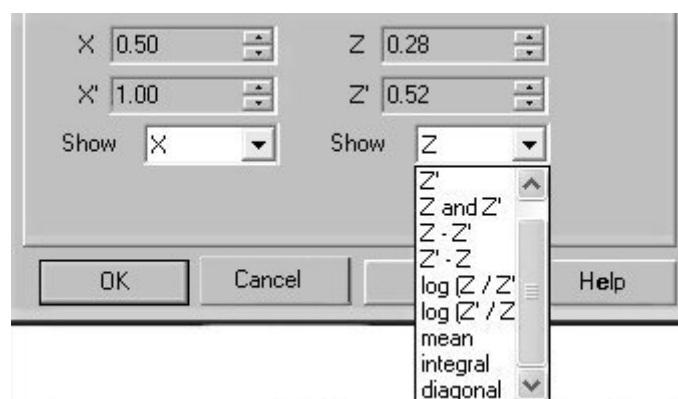 X 0.50 Z 0.28
X' 1.00 Z' 0.52
Show X Show Z
Z'
Z and Z'
Z - Z'
Z' - Z
log (Z / Z'
log (Z' / Z
mean
integral
diagonal
OK Cancel Help